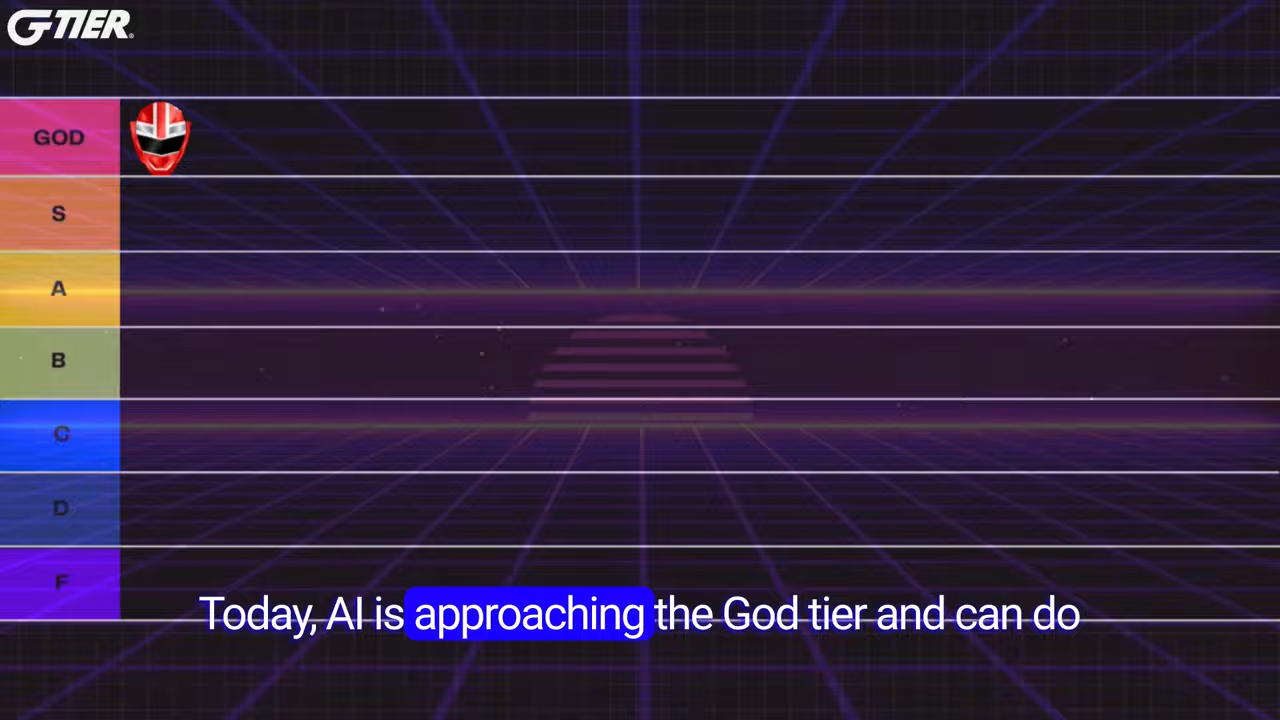 GTIER®
GOD
S
A
B
C
D
F
Today, AI is approaching the God tier and can do